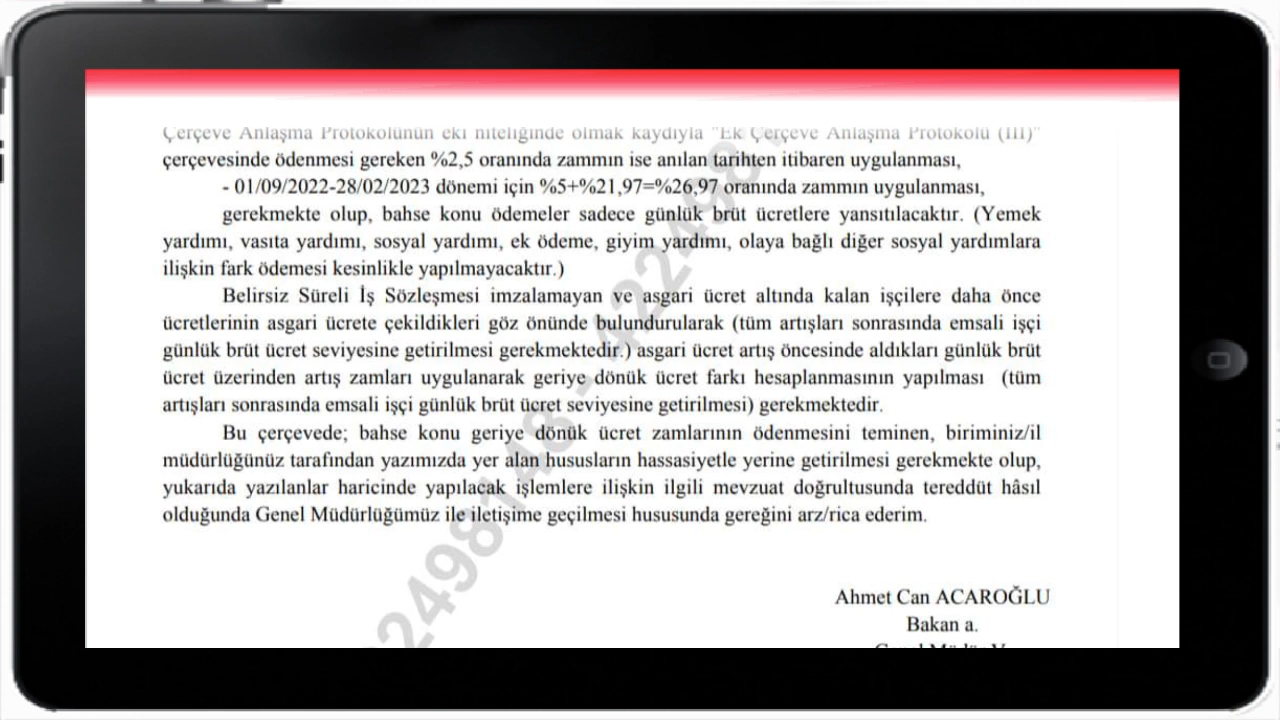 Çerçeve Anlaşma Protokolünün eki niteliğinde olmak kaydıyla "Ek Çerçeve Anlaşma Protokolü (III)"
çerçevesinde ödenmesi gereken %2,5 oranında zammın ise anılan tarihten itibaren uygulanması,
- 01/09/2022-28/02/2023 dönemi için %5+%21,97=%26,97 oranında zammın uygulanması,
gerekmekte olup, bahse konu ödemeler sadece günlük brüt ücretlere yansıtılacaktır. (Yemek
yardımı, vasıta yardımı, sosyal yardımı, ek ödeme, giyim yardımı, olaya bağlı diğer sosyal yardımlara
ilişkin fark ödemesi kesinlikle yapılmayacaktır.)
Belirsiz Süreli İş Sözleşmesi imzalamayan ve asgari ücret altında kalan işçilere daha önce
ücretlerinin asgari ücrete çekildikleri göz önünde bulundurularak (tüm artışları sonrasında emsali işçi
günlük brüt ücret seviyesine getirilmesi gerekmektedir.) asgari ücret artış öncesinde aldıkları günlük brüt
ücret üzerinden artış zamları uygulanarak geriye dönük ücret farkı hesaplanmasının yapılması (tüm
artışları sonrasında emsali işçi günlük brüt ücret seviyesine getirilmesi) gerekmektedir.
Bu çerçevede; bahse konu geriye dönük ücret zamlarının ödenmesini teminen, biriminiz/il
müdürlüğünüz tarafından yazımızda yer alan hususların hassasiyetle yerine getirilmesi gerekmekte olup,
yukarıda yazılanlar haricinde yapılacak işlemlere ilişkin ilgili mevzuat doğrultusunda tereddüt hâsıl
olduğunda Genel Müdürlüğümüz ile iletişime geçilmesi hususunda gereğini arz/rica ederim.
Ahmet Can ACAROĞLU
Bakan a.
Genel Müdür V.